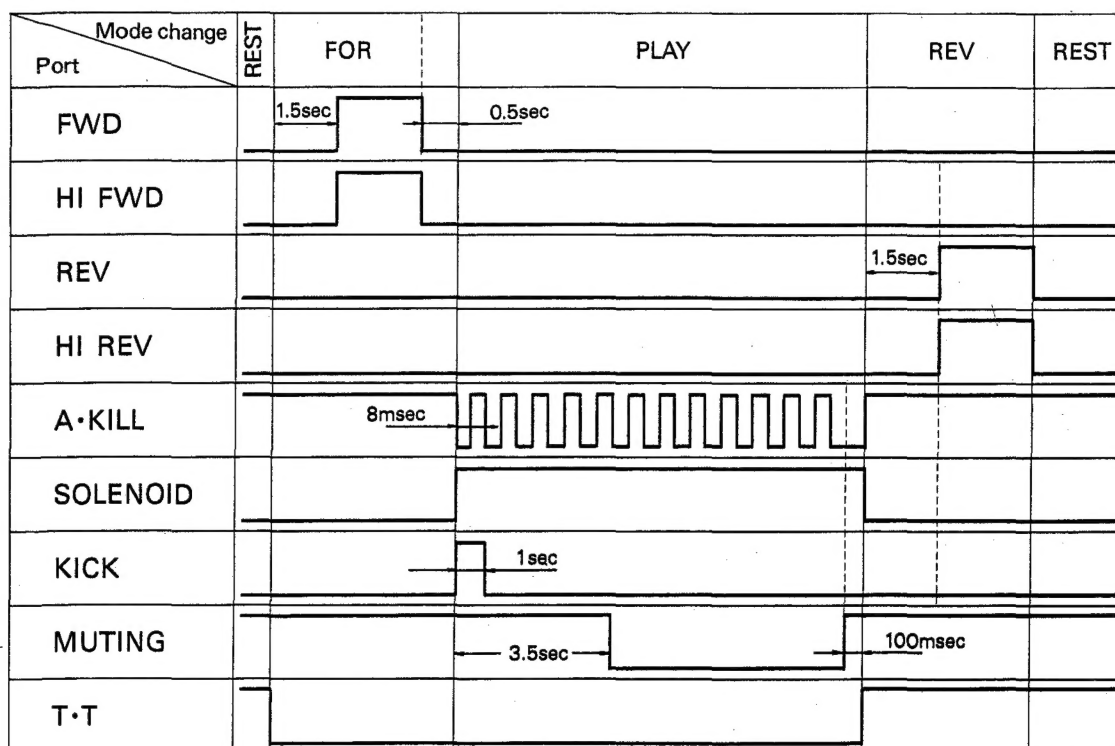 Mode change
Port
REST
FOR
PLAY
REV
REST
FWD
1.5sec
0.5sec
HI FWD
REV
1.5sec
HI REV
A•KILL
8msec
SOLENOID
KICK
1sec
MUTING
3.5sec
100msec
T•T